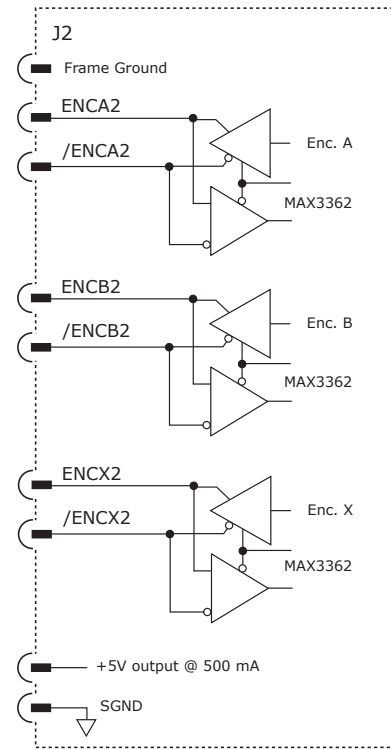 J2
Frame Ground
ENCA2
Enc. A
/ENCA2
MAX3362
ENCB2
Enc. B
/ENCB2
MAX3362
ENCX2
Enc. X
/ENCX2
MAX3362
+5V output @ 500 mA
SGND